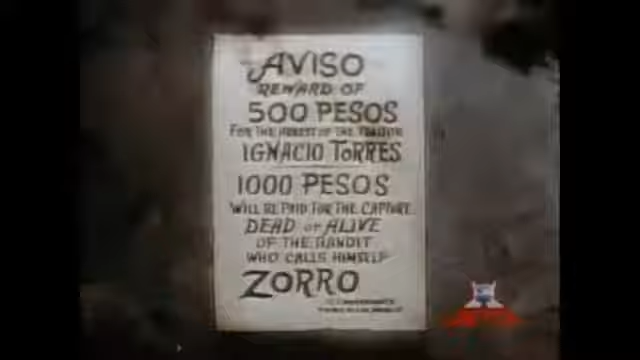 AVISO
REWARD OF
500 PESOS
FOR THE ARREST OF THE TRAITOR
IGNACIO TORRES
1000 PESOS
WILL BE PAID FOR THE CAPTURE
DEAD OR ALIVE
OF THE BANDIT
WHO CALLS HIMSELF
ZORRO